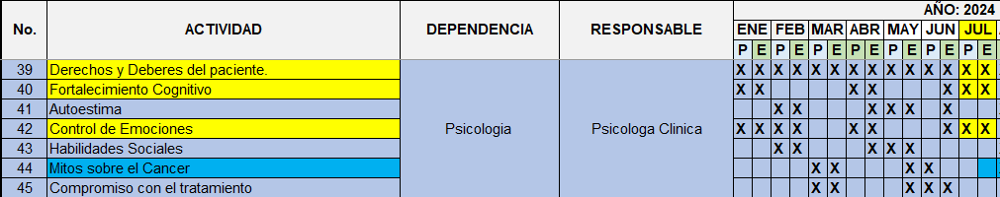 AÑO: 2024
No. ACTIVIDAD DEPENDENCIA RESPONSABLE
ENE FEB MAR ABR MAY JUN JUL
P E P E P E P E P E P E P E
39 Derechos y Deberes del paciente. X X X X X X X X X X X X X X
40 Fortalecimiento Cognitivo X X X X X X X
41 Autoestima X X X X X X
42 Control de Emociones Psicologia Psicologa Clinica X X X X X X X X X
43 Habilidades Sociales X X X X X
44 Mitos sobre el Cancer X X X X
45 Compromiso con el tratamiento X X X X X